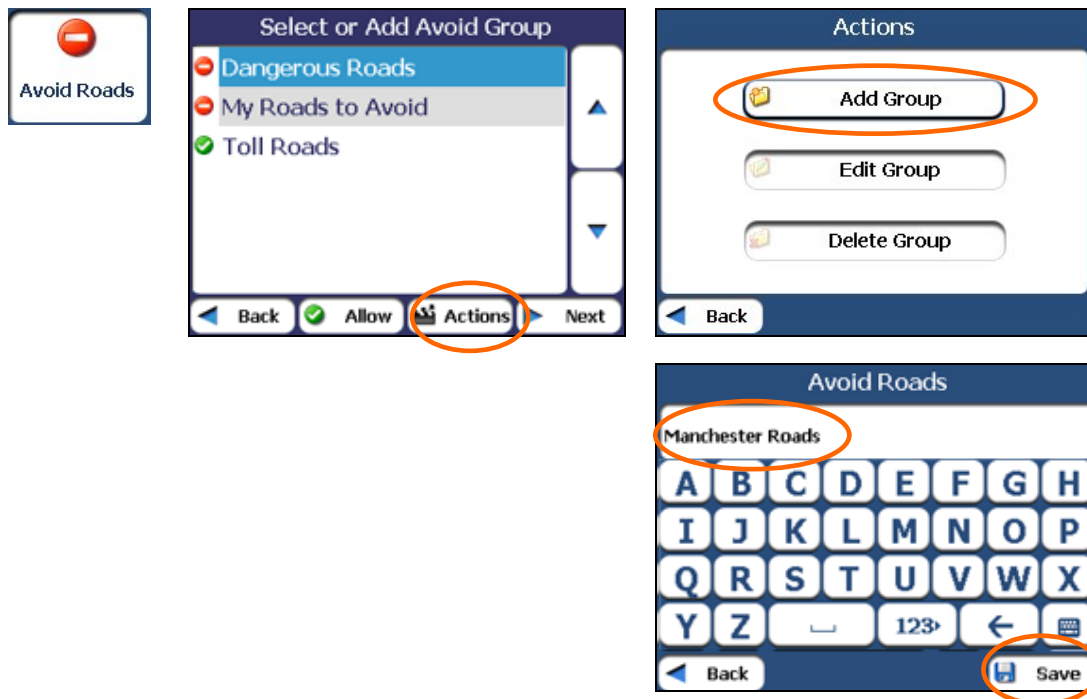 Avoid Roads
Select or Add Avoid Group
Dangerous Roads
My Roads to Avoid
Toll Roads
Back Allow Actions Next
Actions
Add Group
Edit Group
Delete Group
Back
Avoid Roads
Manchester Roads
A B C D E F G H
I J K L M N O P
Q R S T U V W X
Y Z 123
Back Save